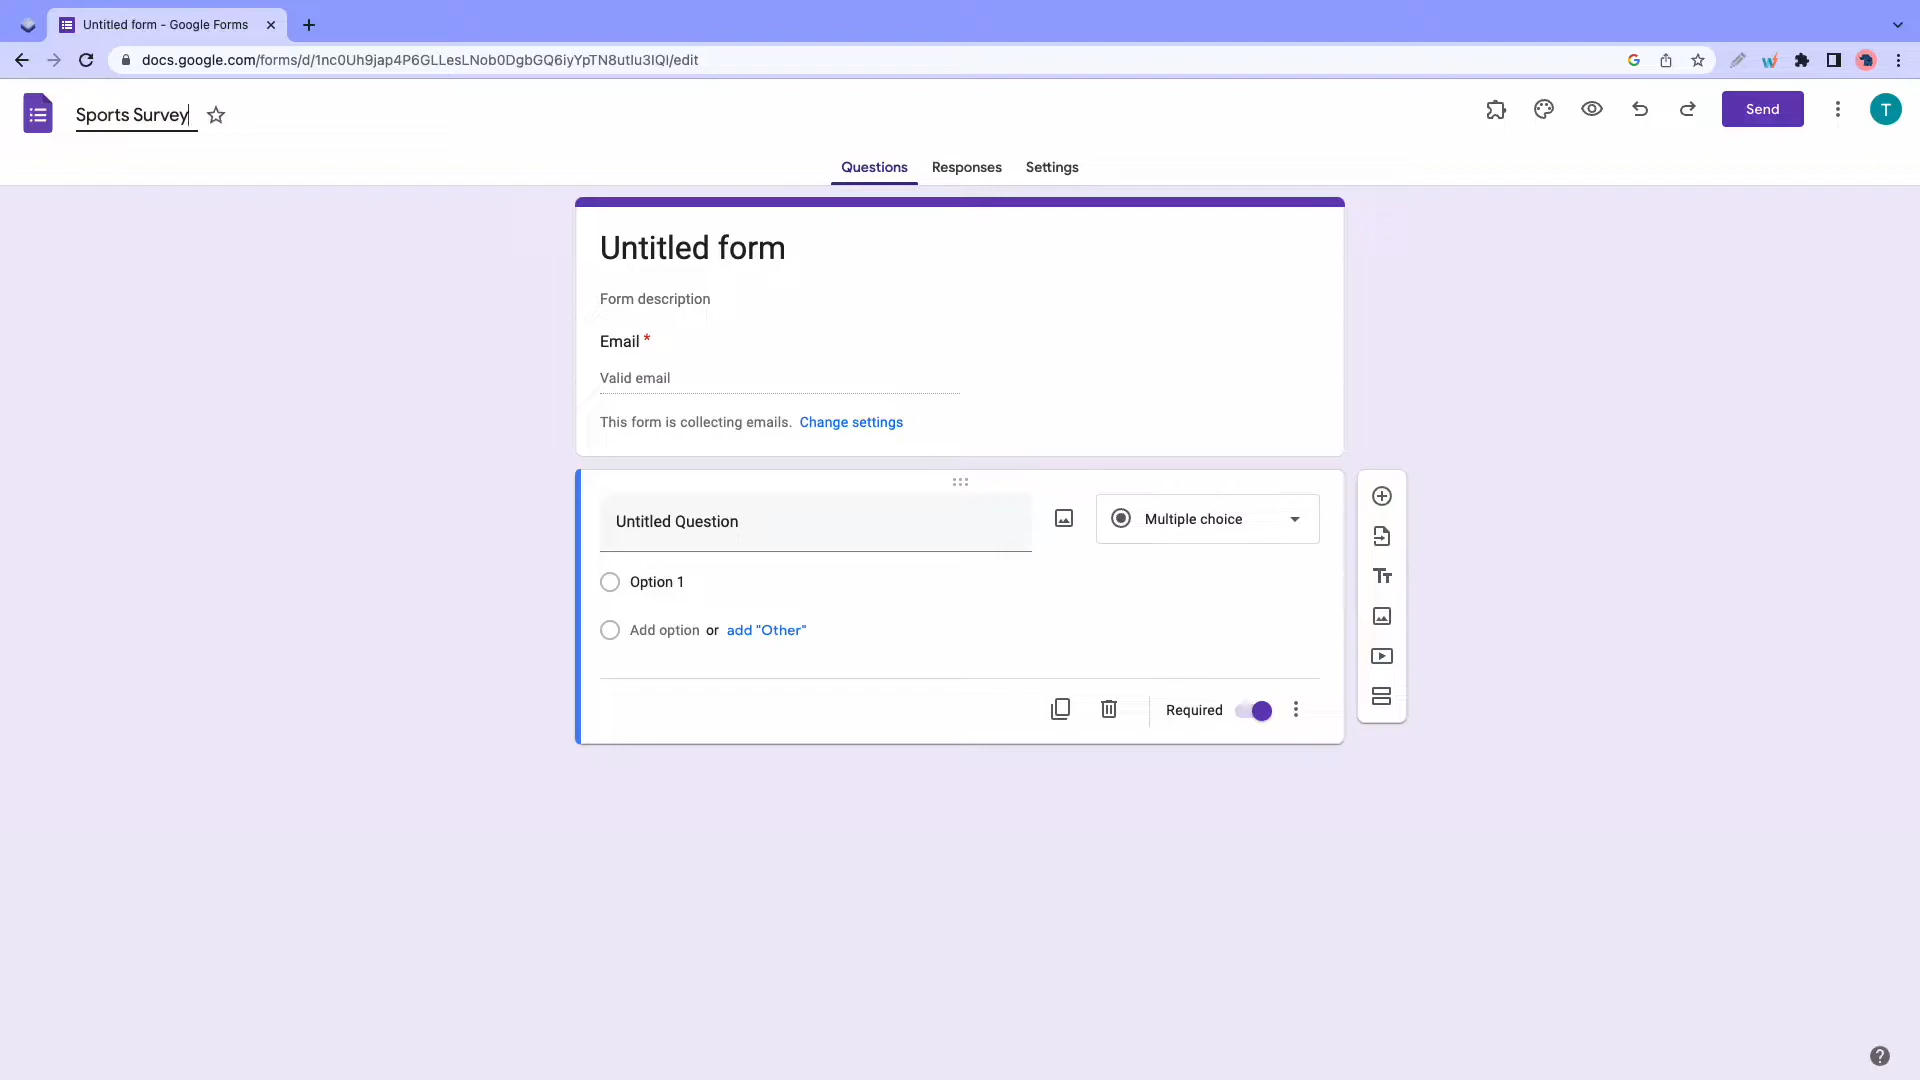 Untitled form - Google Forms
docs.google.com/forms/d/1nc0Uh9jap4P6GLLesLNob0DgbGQ6iyYpTN8utIu3IQI/edit
Sports Survey
Send
T
Questions Responses Settings
Untitled form
Form description
Email *
Valid email
This form is collecting emails. Change settings
Untitled Question
Multiple choice
Option 1
Add option or add "Other"
Required